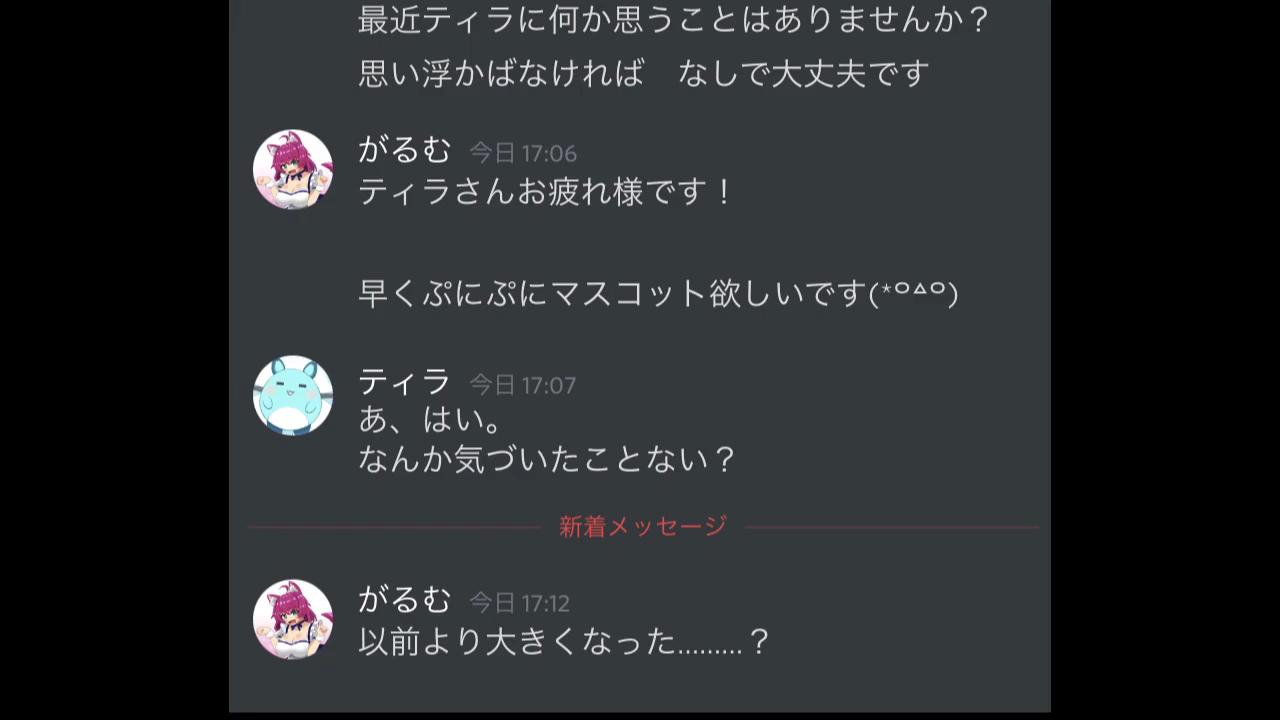 最近ティラに何か思うことはありませんか？
思い浮かばなければ　なしで大丈夫です
がるむ 今日 17:06
ティラさんお疲れ様です！
早くぷにぷにマスコット欲しいです(*ºΔº)
ティラ 今日 17:07
あ、はい。
なんか気づいたことない？
新着メッセージ
がるむ 今日 17:12
以前より大きくなった.........？